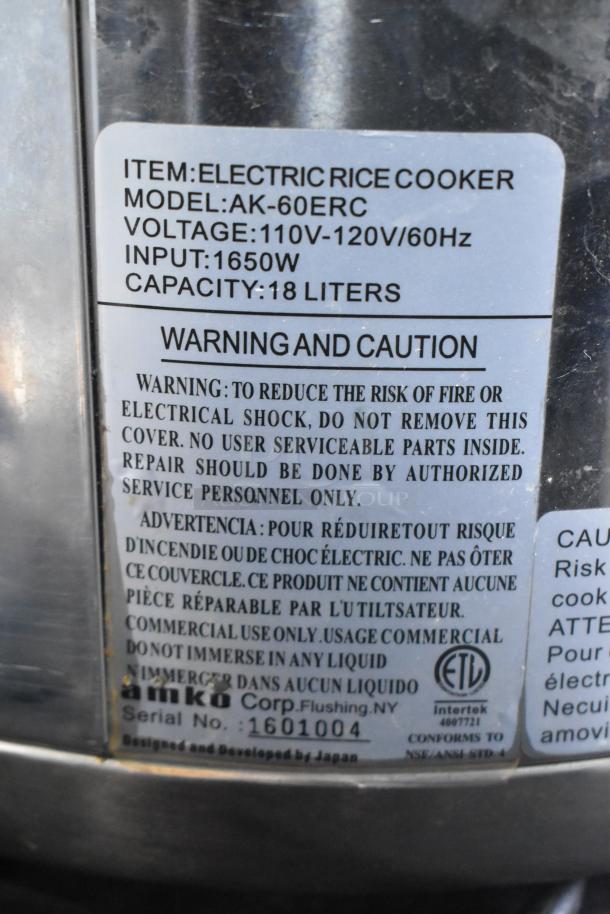 ITEM:ELECTRIC RICE COOKER
MODEL:AK-60ERC
VOLTAGE:110V-120V/60Hz
INPUT:1650W
CAPACITY:18 LITERS
WARNING AND CAUTION
WARNING: TO REDUCE THE RISK OF FIRE OR
ELECTRICAL SHOCK, DO NOT REMOVE THIS
COVER. NO USER SERVICEABLE PARTS INSIDE.
REPAIR SHOULD BE DONE BY AUTHORIZED
SERVICE PERSONNEL ONLY.
ADVERTENCIA: POUR RÉDUIRETOUT RISQUE
D'INCENDIE OU DE CHOC ÉLECTRIC. NE PAS ÔTER
CE COUVERCLE. CE PRODUIT NE CONTIENT AUCUNE
PIÈCE RÉPARABLE PAR L'UTILTSATEUR.
COMMERCIAL USE ONLY. USAGE COMMERCIAL
DO NOT IMMERSE IN ANY LIQUID
N'IMMERGER DANS AUCUN LIQUIDO
amko Corp. Flushing. NY
Serial No. : 1601004
Designed and Developed by Japan
ETL
Intertek
4007721
CONFORMS TO
NSF/ANSI STD 4
CAU
Risk
cook
ATTE
Pour
électr
Necui
amovi